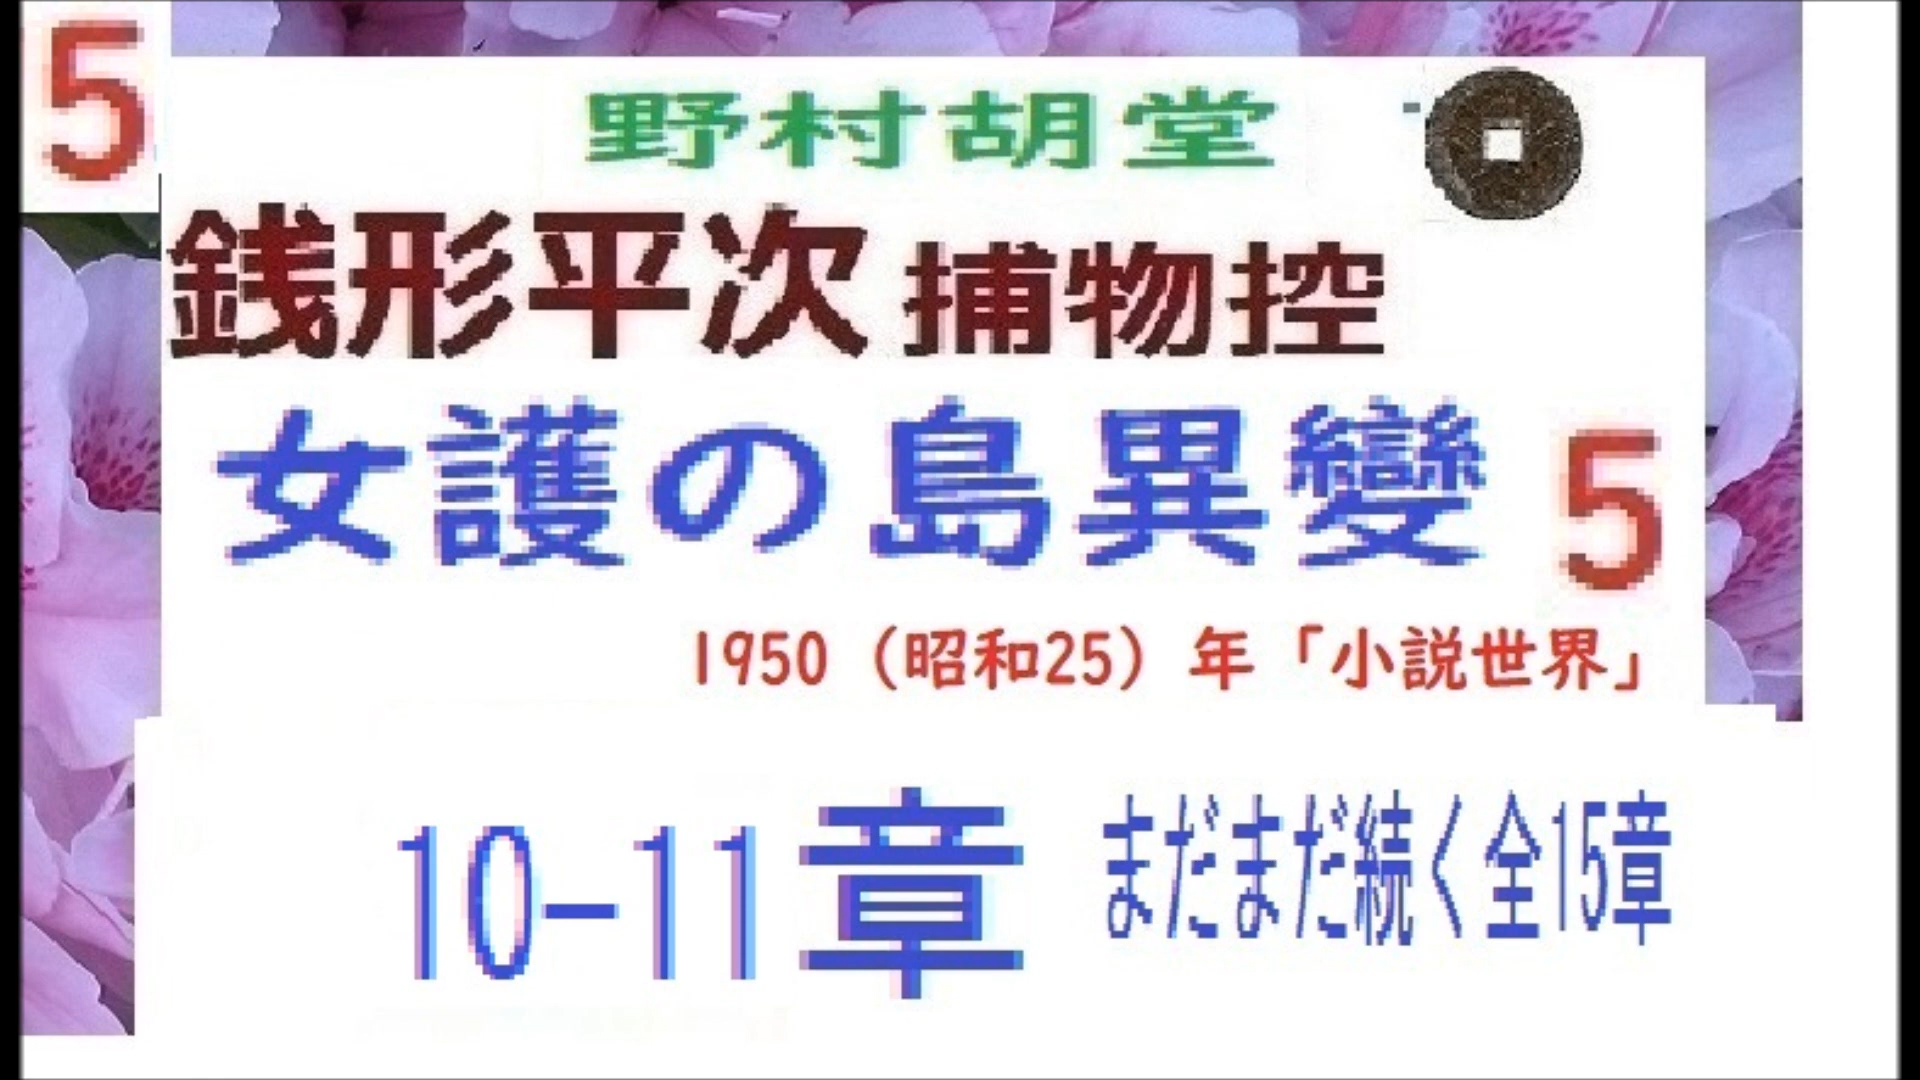 5
野村胡堂
銭形平次 捕物控
女護の島異變 5
1950（昭和25）年「小説世界」
10-11章 まだまだ続く全15章